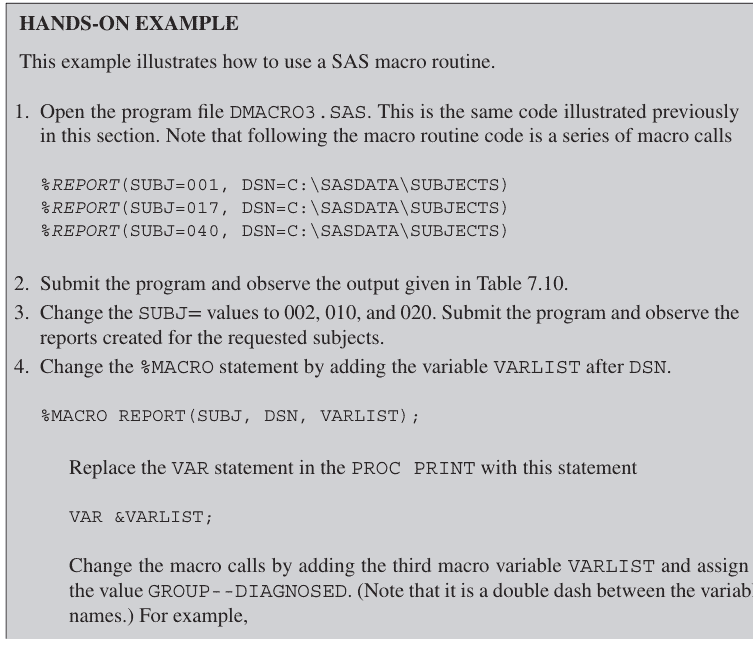 HANDS-ON EXAMPLE
This example illustrates how to use a SAS macro routine.
1. Open the program file DMACRO3.SAS. This is the same code illustrated previously
in this section. Note that following the macro routine code is a series of macro calls
%REPORT(SUBJ=001, DSN=C:\SASDATA\SUBJECTS)
%REPORT(SUBJ=017, DSN=C:\SASDATA\SUBJECTS)
%REPORT(SUBJ=040, DSN=C:\SASDATA\SUBJECTS)
2. Submit the program and observe the output given in Table 7.10.
3. Change the SUBJ= values to 002, 010, and 020. Submit the program and observe the
reports created for the requested subjects.
4. Change the %MACRO statement by adding the variable VARLIST after DSN.
%MACRO REPORT(SUBJ, DSN, VARLIST);
Replace the VAR statement in the PROC PRINT with this statement
VAR &VARLIST;
Change the macro calls by adding the third macro variable VARLIST and assign
the value GROUP--DIAGNOSED. (Note that it is a double dash between the variab
names.) For example,